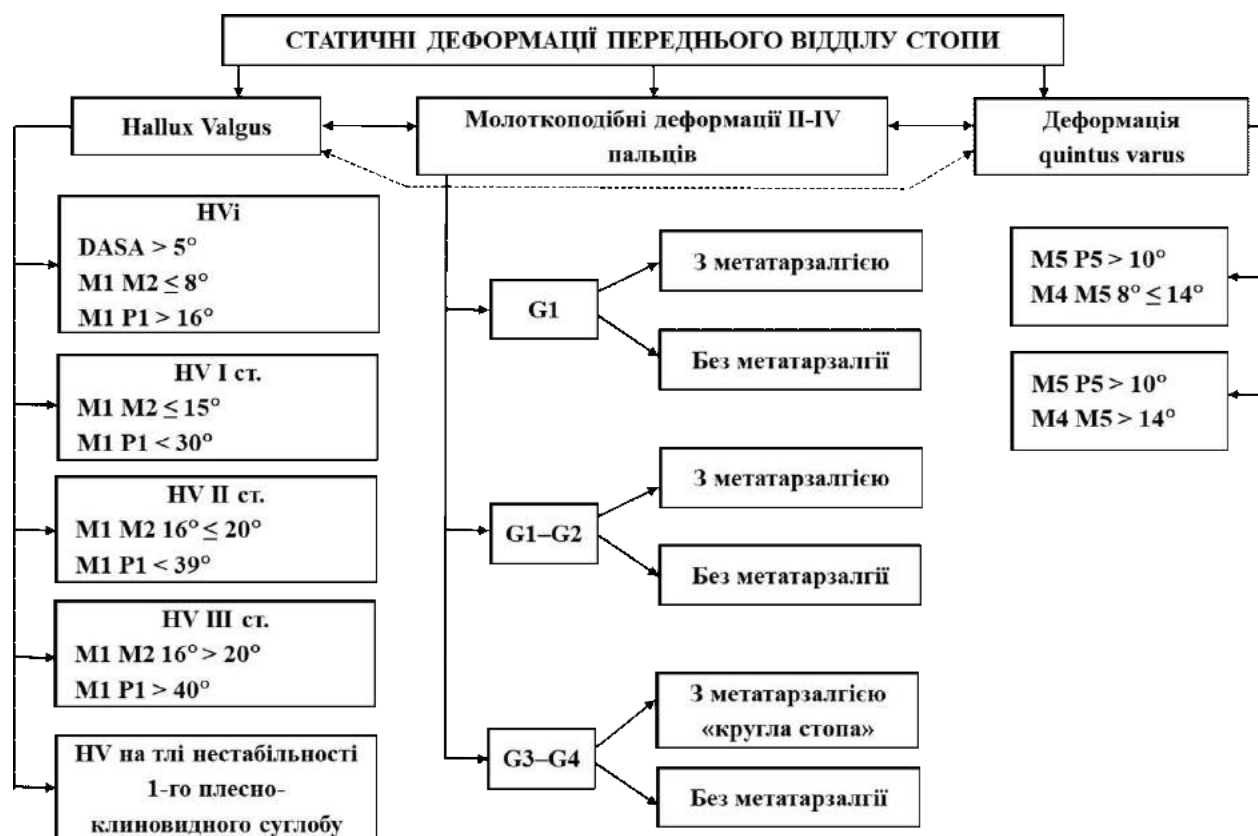 СТАТИЧНІ ДЕФОРМАЦІЇ ПЕРЕДНЬОГО ВІДДІЛУ СТОПИ
Hallux Valgus
Молоткоподібні деформації II-IV
пальців
Деформація
quintus varus
HVi
DASA > 5°
M1 M2 ≤ 8°
M1 P1 > 16°
HV I ст.
M1 M2 ≤ 15°
M1 P1 < 30°
HV II ст.
M1 M2 16° ≤ 20°
M1 P1 < 39°
HV III ст.
M1 M2 16° > 20°
M1 P1 > 40°
HV на тлі нестабільності
1-го плесно-
клиновидного суглобу
G1
З метатарзалгією
Без метатарзалгії
G1–G2
З метатарзалгією
Без метатарзалгії
G3–G4
З метатарзалгією
«кругла стопа»
Без метатарзалгії
M5 P5 > 10°
M4 M5 8° ≤ 14°
M5 P5 > 10°
M4 M5 > 14°